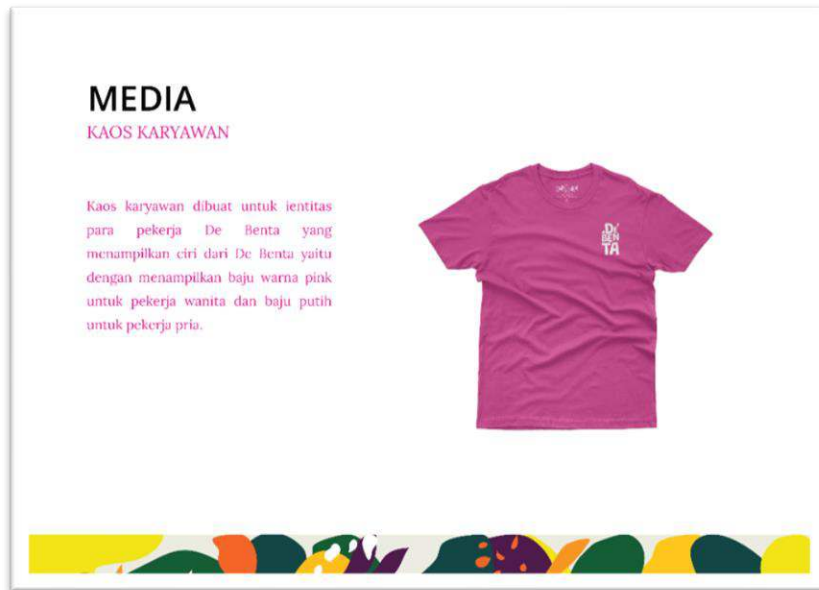 MEDIA
KAOS KARYAWAN
Kaos karyawan dibuat untuk ientitas
para pekerja De Benta yang
menampilkan ciri dari De Benta yaitu
dengan menampilkan baju warna pink
untuk pekerja wanita dan baju putih
untuk pekerja pria.
De
BEN
TA